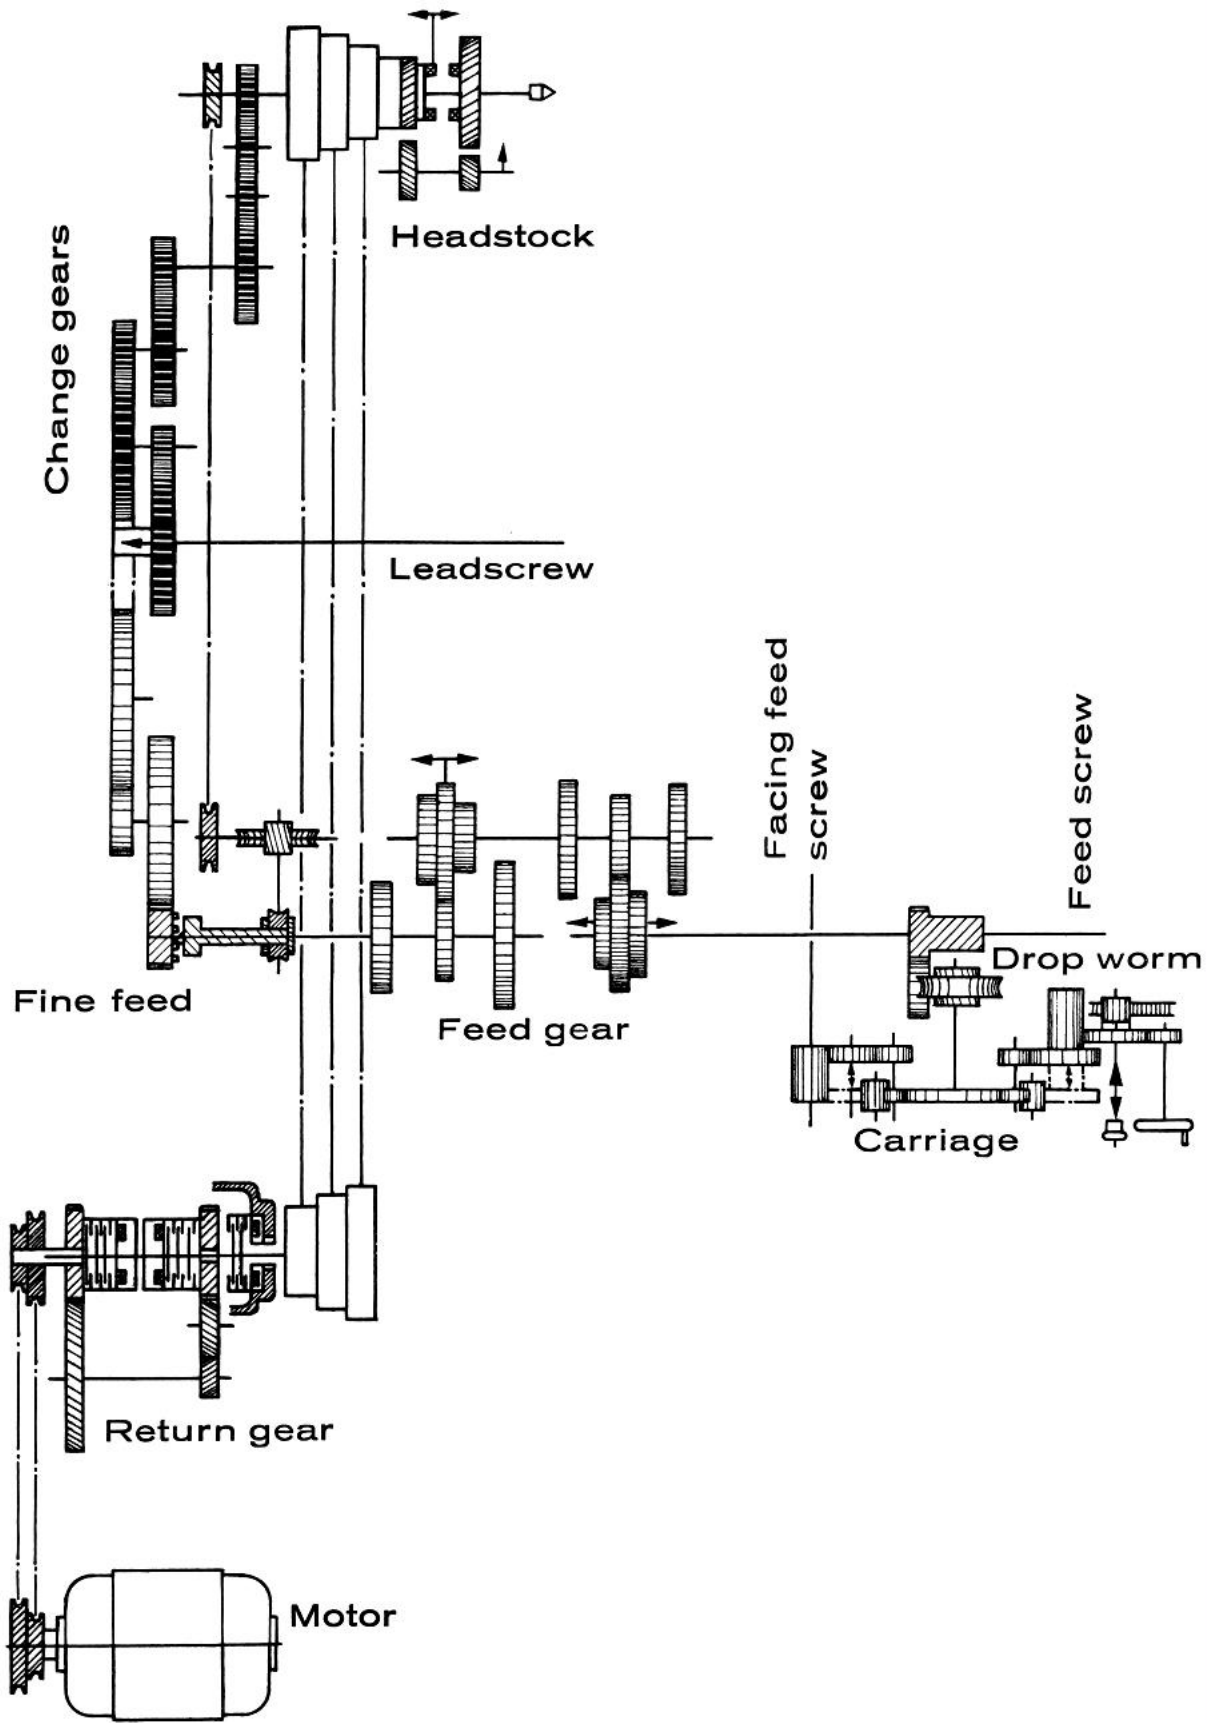 Headstock
Change gears
Leadscrew
Facing feed
screw
Feed screw
Drop worm
Fine feed
Feed gear
Carriage
Return gear
Motor